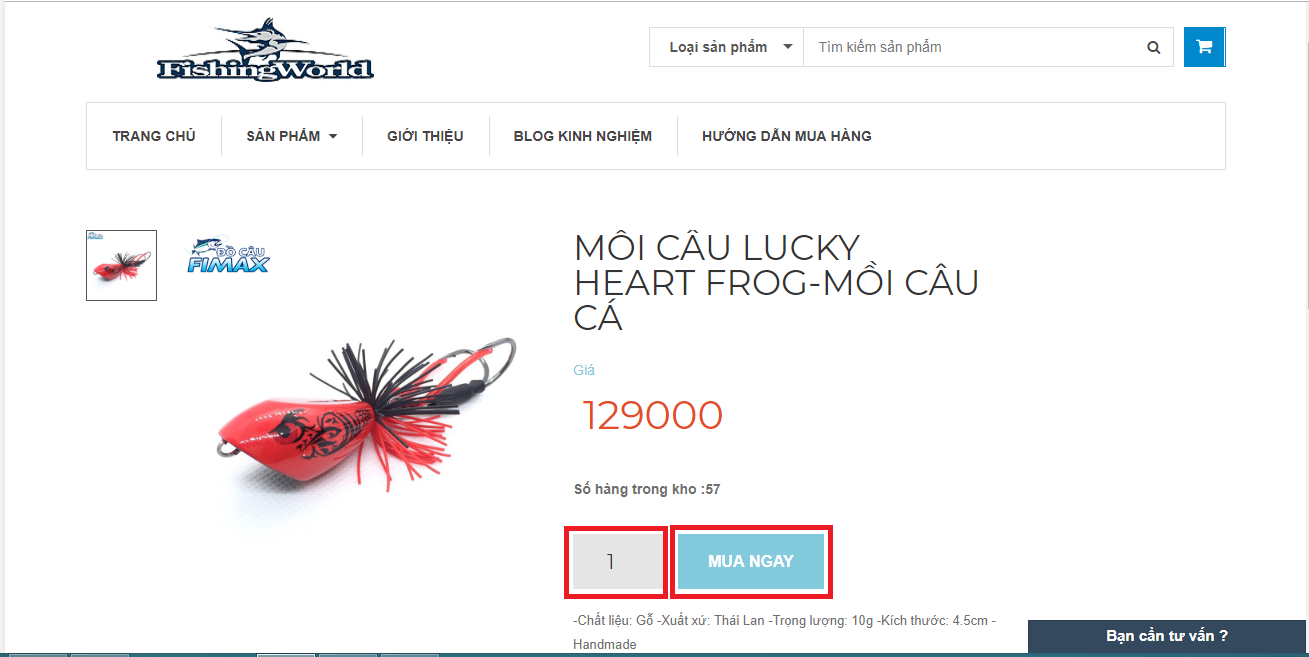 FishingWorld
Loại sản phẩm
Tìm kiếm sản phẩm
TRANG CHỦ
SẢN PHẨM
GIỚI THIỆU
BLOG KINH NGHIỆM
HƯỚNG DẪN MUA HÀNG
ĐỒ CÂU
FIMAX
MÔI CÂU LUCKY
HEART FROG-MỒI CÂU
CÁ
Giá
129000
Số hàng trong kho :57
1
MUA NGAY
-Chất liệu: Gỗ -Xuất xứ: Thái Lan -Trọng lượng: 10g -Kích thước: 4.5cm -
Handmade
Bạn cần tư vấn ?